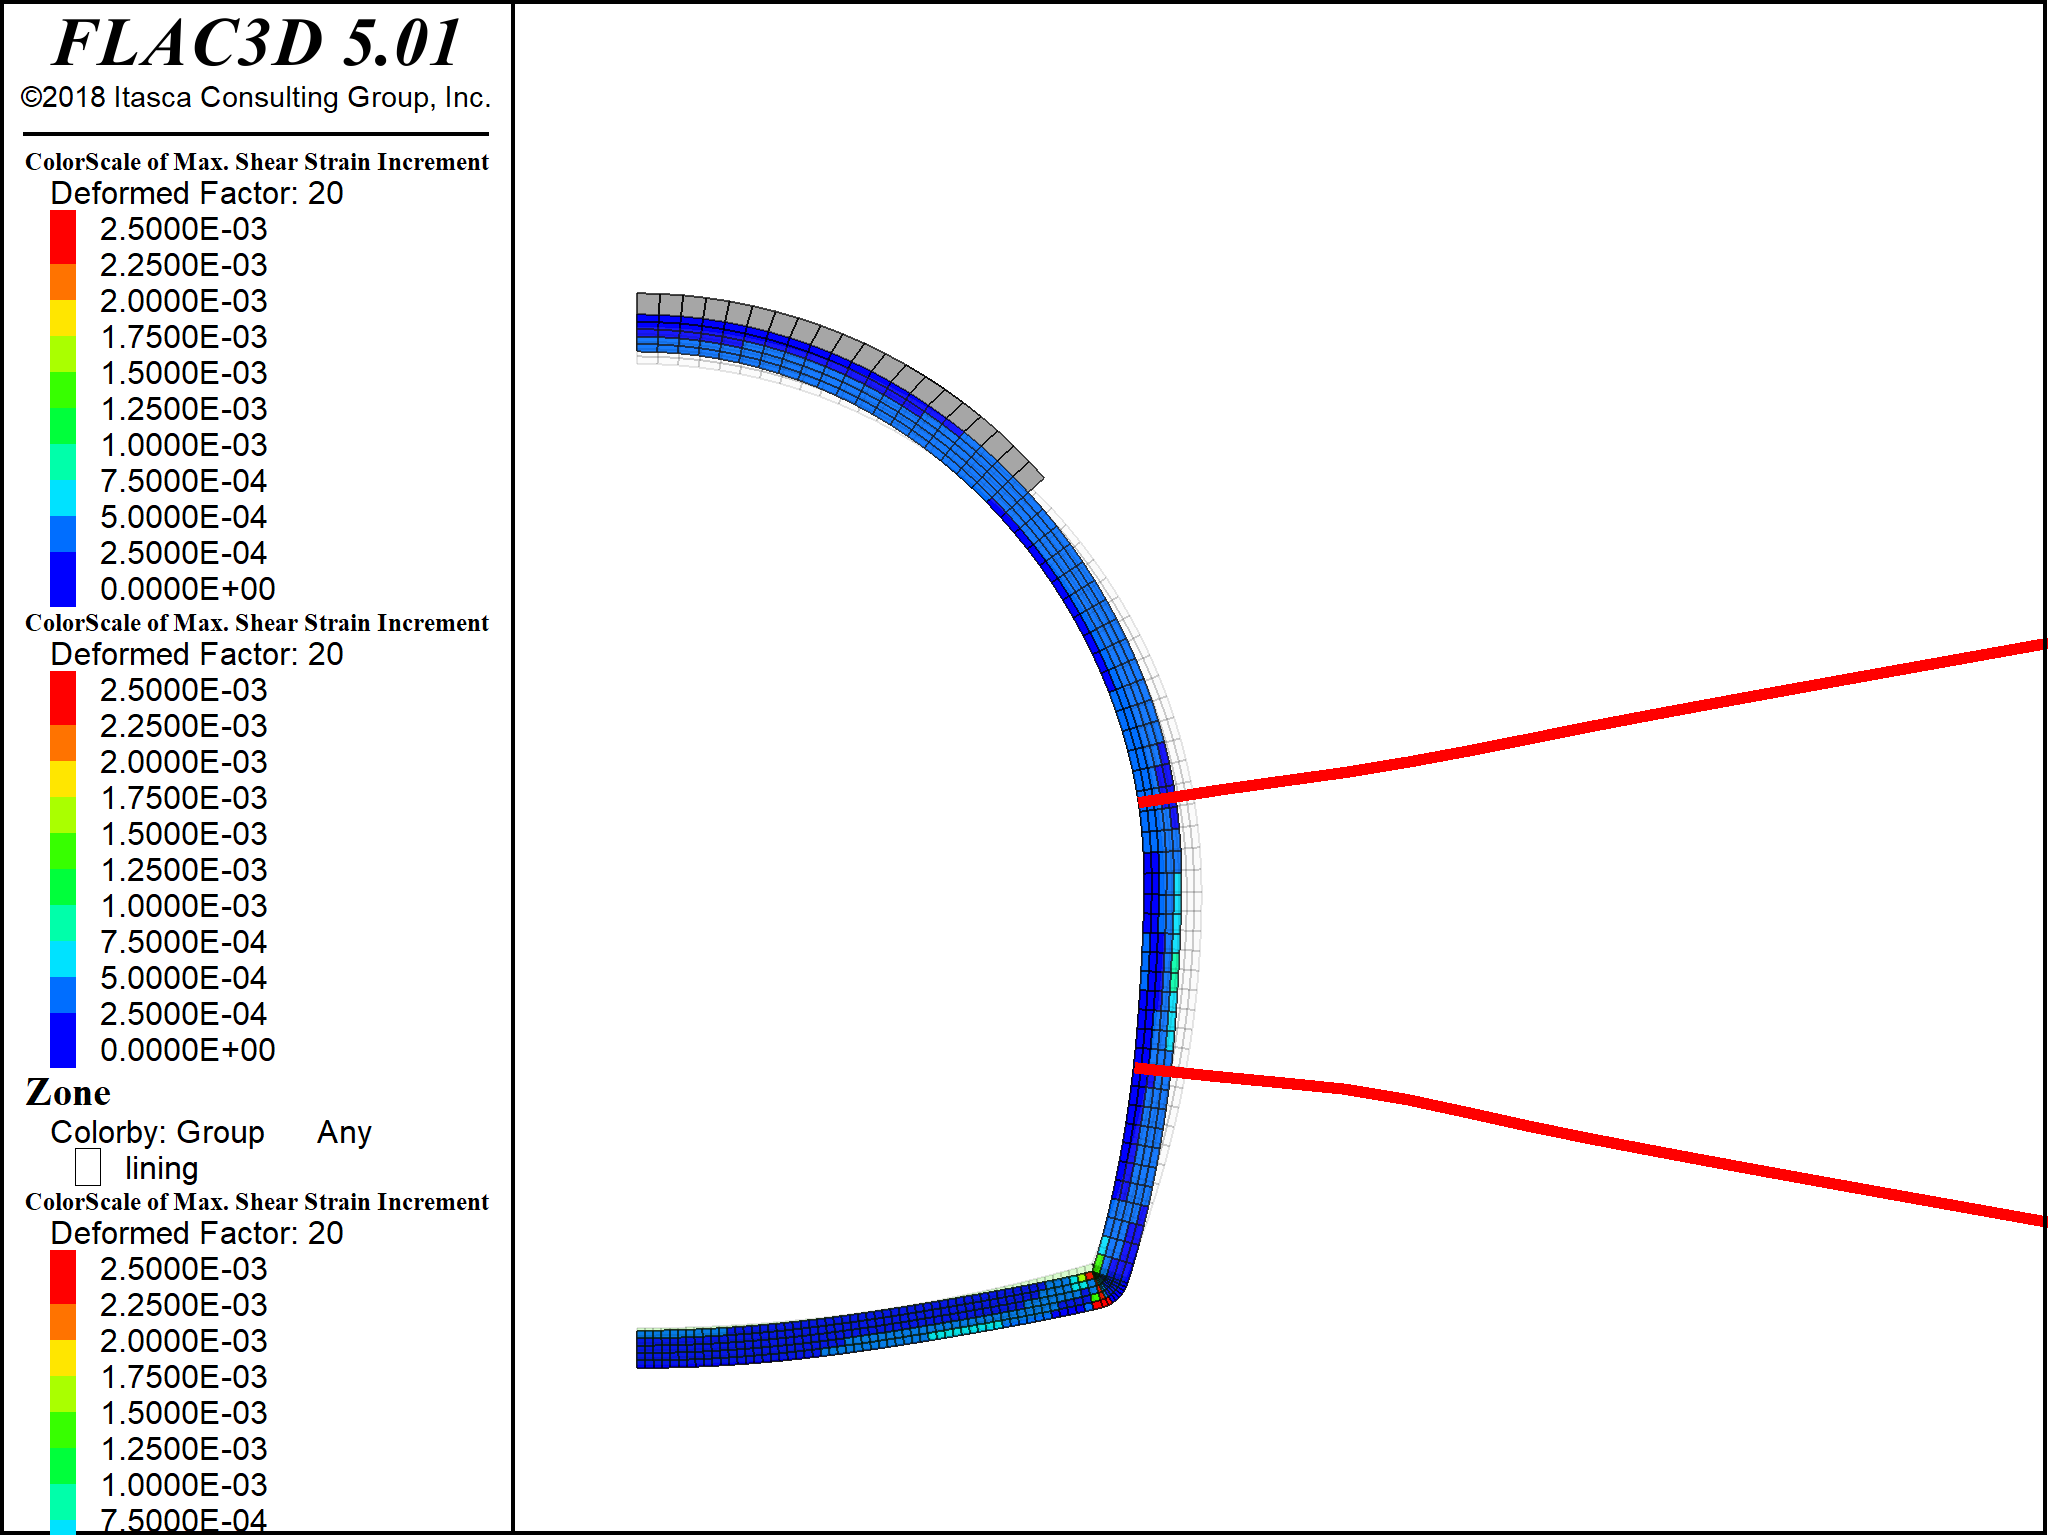 FLAC3D 5.01
©2018 Itasca Consulting Group, Inc.
ColorScale of Max. Shear Strain Increment
Deformed Factor: 20
2.5000E-03
2.2500E-03
2.0000E-03
1.7500E-03
1.5000E-03
1.2500E-03
1.0000E-03
7.5000E-04
5.0000E-04
2.5000E-04
0.0000E+00
ColorScale of Max. Shear Strain Increment
Deformed Factor: 20
2.5000E-03
2.2500E-03
2.0000E-03
1.7500E-03
1.5000E-03
1.2500E-03
1.0000E-03
7.5000E-04
5.0000E-04
2.5000E-04
0.0000E+00
Zone
Colorby: Group Any
lining
ColorScale of Max. Shear Strain Increment
Deformed Factor: 20
2.5000E-03
2.2500E-03
2.0000E-03
1.7500E-03
1.5000E-03
1.2500E-03
1.0000E-03
7.5000E-04